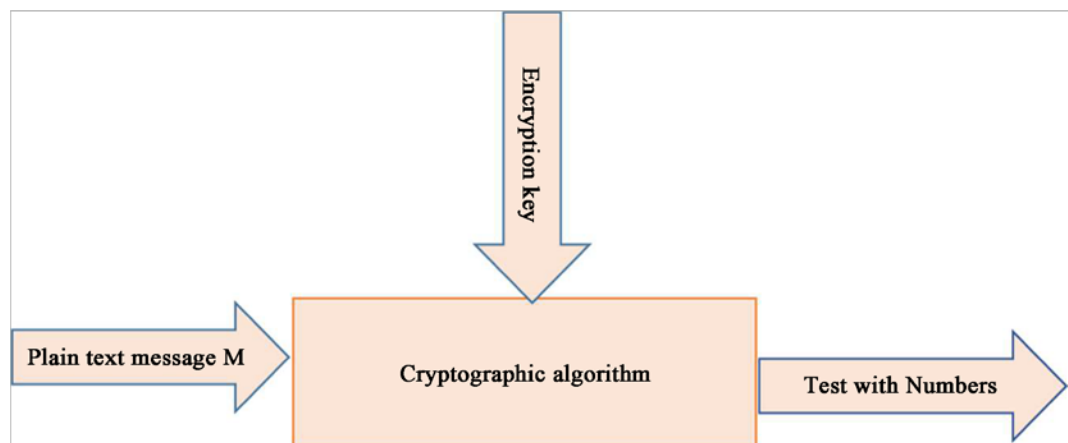 Encryption key
Plain text message M
Cryptographic algorithm
Test with Numbers